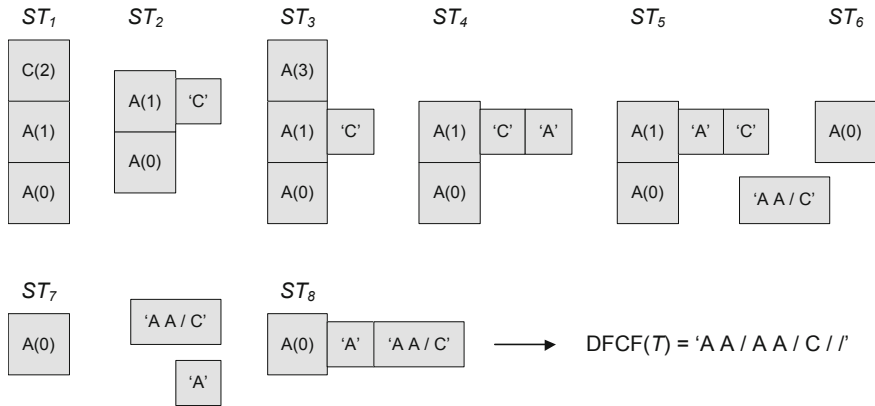 ST1 ST2 ST3 ST4 ST5 ST6
C(2)
A(1)
A(0)
A(1) 'C'
A(0)
A(3)
A(1) 'C'
A(0)
A(1) 'C' 'A'
A(0)
A(1) 'A' 'C'
A(0)
'A A / C'
A(0)
ST7 ST8
A(0)
'A A / C'
'A'
A(0) 'A' 'A A / C'
DFCF(T) = 'A A / A A / C / /'